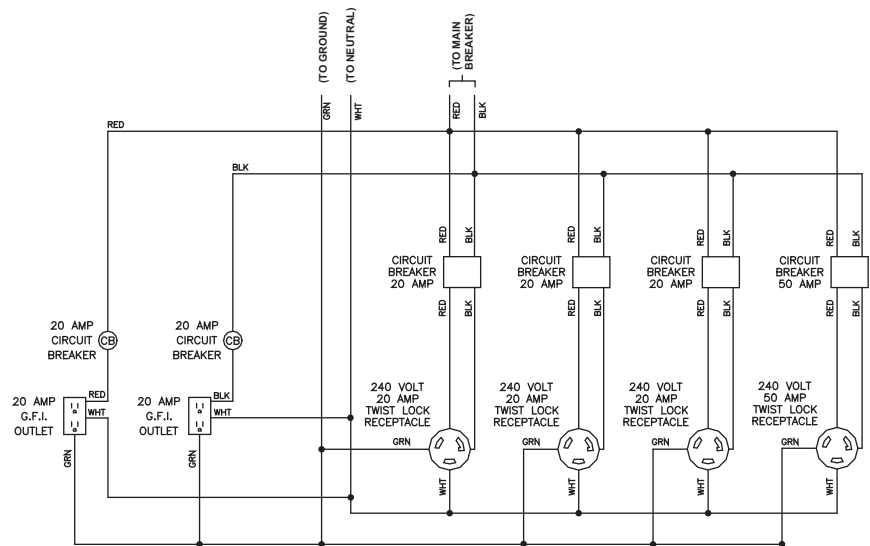 (TO GROUND)
(TO NEUTRAL)
(TO MAIN
BREAKER)
GRN
WHT
RED
BLK
RED
BLK
RED
BLK
RED
BLK
RED
BLK
RED
BLK
CIRCUIT
BREAKER
20 AMP
CIRCUIT
BREAKER
20 AMP
CIRCUIT
BREAKER
20 AMP
CIRCUIT
BREAKER
50 AMP
RED
BLK
RED
BLK
RED
BLK
RED
BLK
20 AMP
CIRCUIT
BREAKER
CB
20 AMP
CIRCUIT
BREAKER
CB
20 AMP
G.F.I.
OUTLET
RED
WHT
GRN
20 AMP
G.F.I.
OUTLET
BLK
WHT
GRN
240 VOLT
20 AMP
TWIST LOCK
RECEPTACLE
GRN
WHT
240 VOLT
20 AMP
TWIST LOCK
RECEPTACLE
GRN
WHT
240 VOLT
20 AMP
TWIST LOCK
RECEPTACLE
GRN
WHT
240 VOLT
50 AMP
TWIST LOCK
RECEPTACLE
GRN
WHT